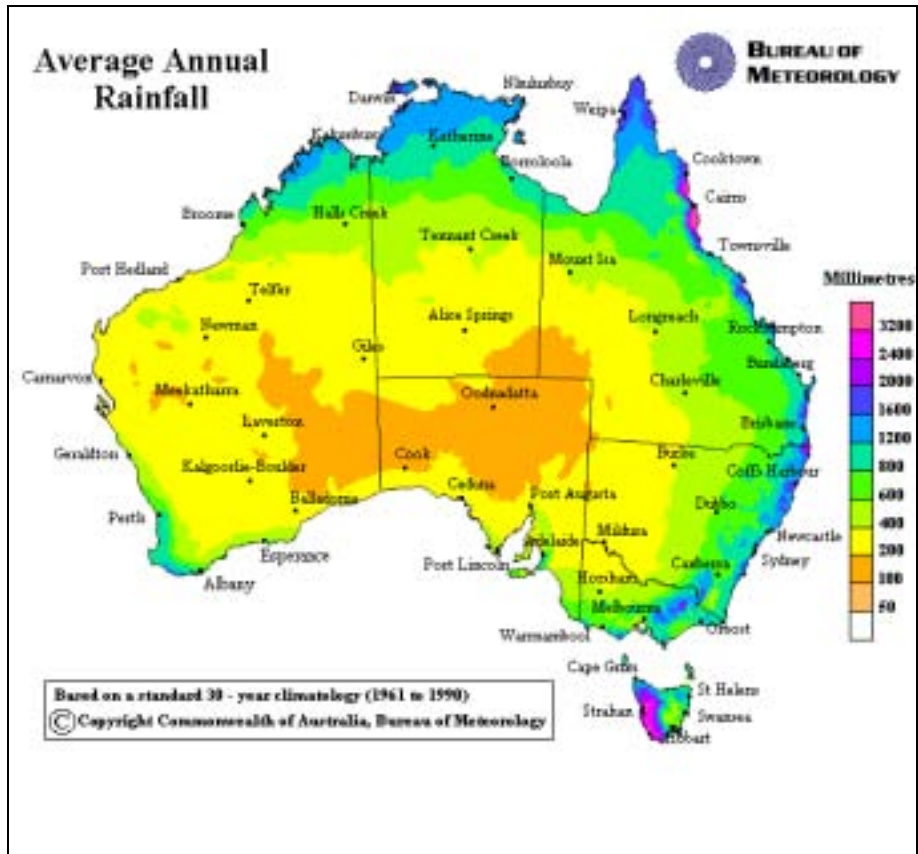 Average Annual
Rainfall
BUREAU OF
METEOROLOGY
Darwin
Nhulunbuy
Weipa
Katherine
Cooktown
Borroloola
Cairns
Broome
Halls Creek
Tennant Creek
Townsville
Mount Isa
Port Hedland
Millimetres
Telfer
Alice Springs
Longreach
Newman
Rockhampton
3200
Giles
Bundaberg
2400
Carnarvon
Meekatharra
Charleville
2000
Oodnadatta
1600
Laverton
Brisbane
1200
Geraldton
Cook
Bourke
800
Kalgoorlie-Boulder
Coffs Harbour
Ceduna
Port Augusta
600
Balladonia
Dubbo
400
Perth
Mildura
Newcastle
200
Esperance
Adelaide
Port Lincoln
Canberra
Sydney
100
Albany
Horsham
50
Melbourne
Warrnambool
Orbost
Cape Grim
Based on a standard 30 - year climatology (1961 to 1990)
St Helens
© Copyright Commonwealth of Australia, Bureau of Meteorology
Strahan
Swansea
Hobart